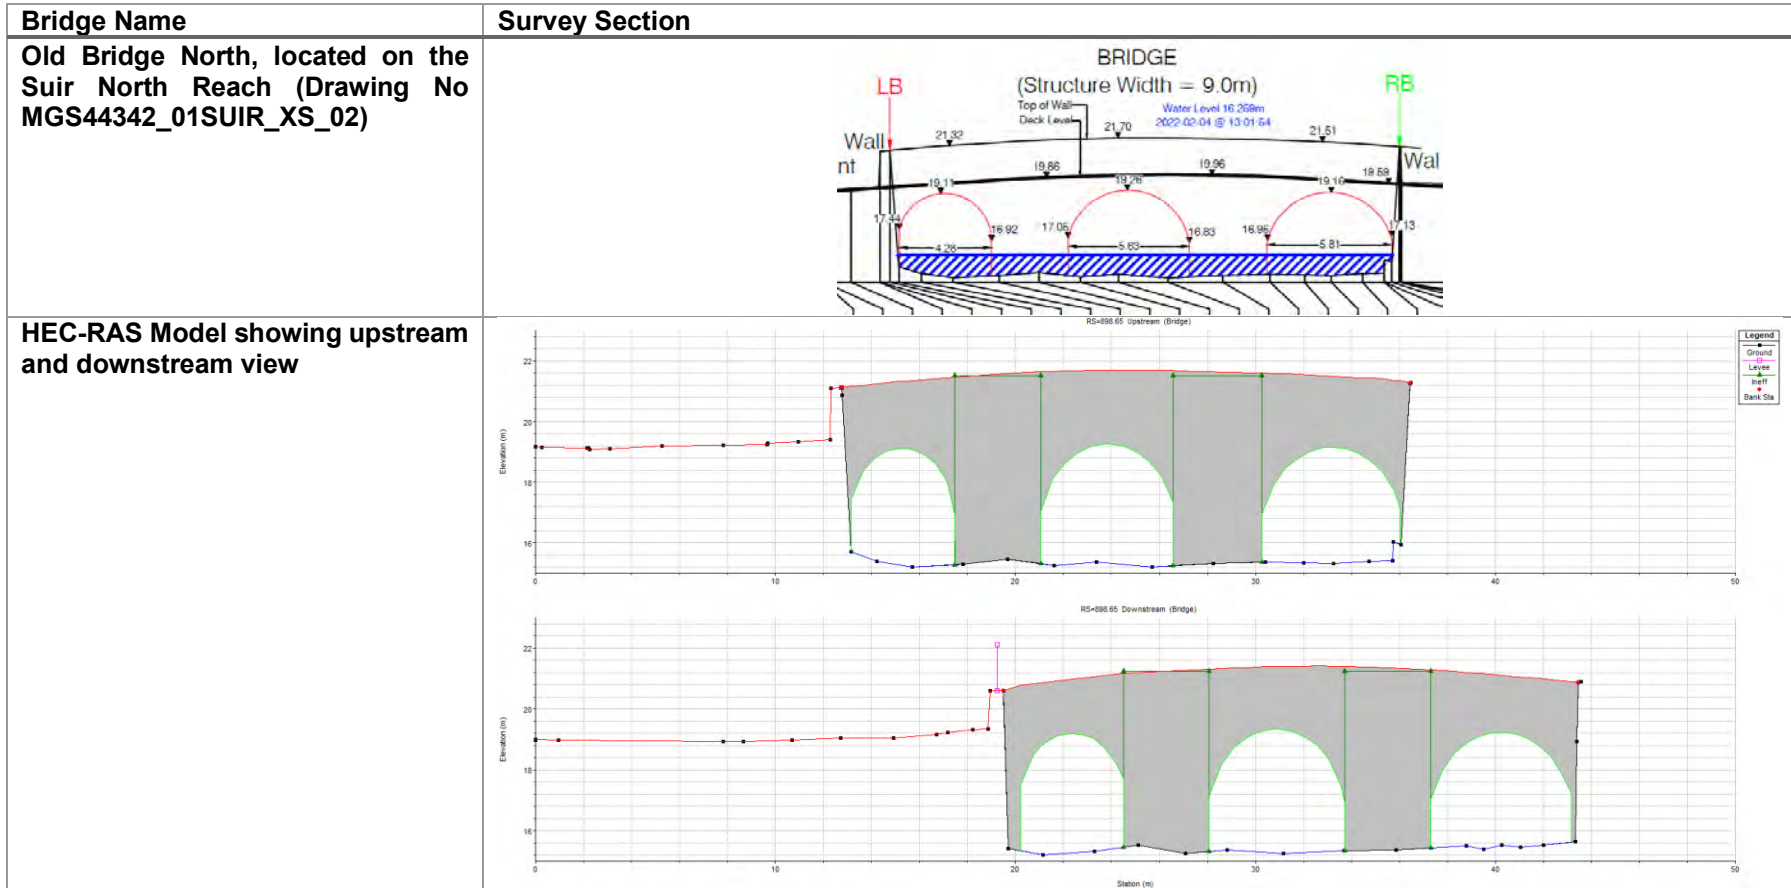 Bridge Name
Survey Section
Old Bridge North, located on the
Suir North Reach (Drawing No
MGS44342_01SUIR_XS_02)
BRIDGE
(Structure Width = 9.0m)
LB
RB
Top of Wall
Deck Level
Water Level 16.269m
2022-02-04 @ 13:01:54
Wall
nt
Wal
21.32
21.70
21.51
19.86
19.96
19.59
19.11
19.26
19.16
17.44
16.92
17.05
16.83
16.95
17.13
4.28
5.63
5.81
HEC-RAS Model showing upstream
and downstream view
RS=898.65 Upstream (Bridge)
Legend
Ground
Levee
Ineff
Bank Sta
Elevation (m)
22
20
18
16
0
10
20
30
40
50
RS=898.65 Downstream (Bridge)
Elevation (m)
22
20
18
16
0
10
20
30
40
50
Station (m)